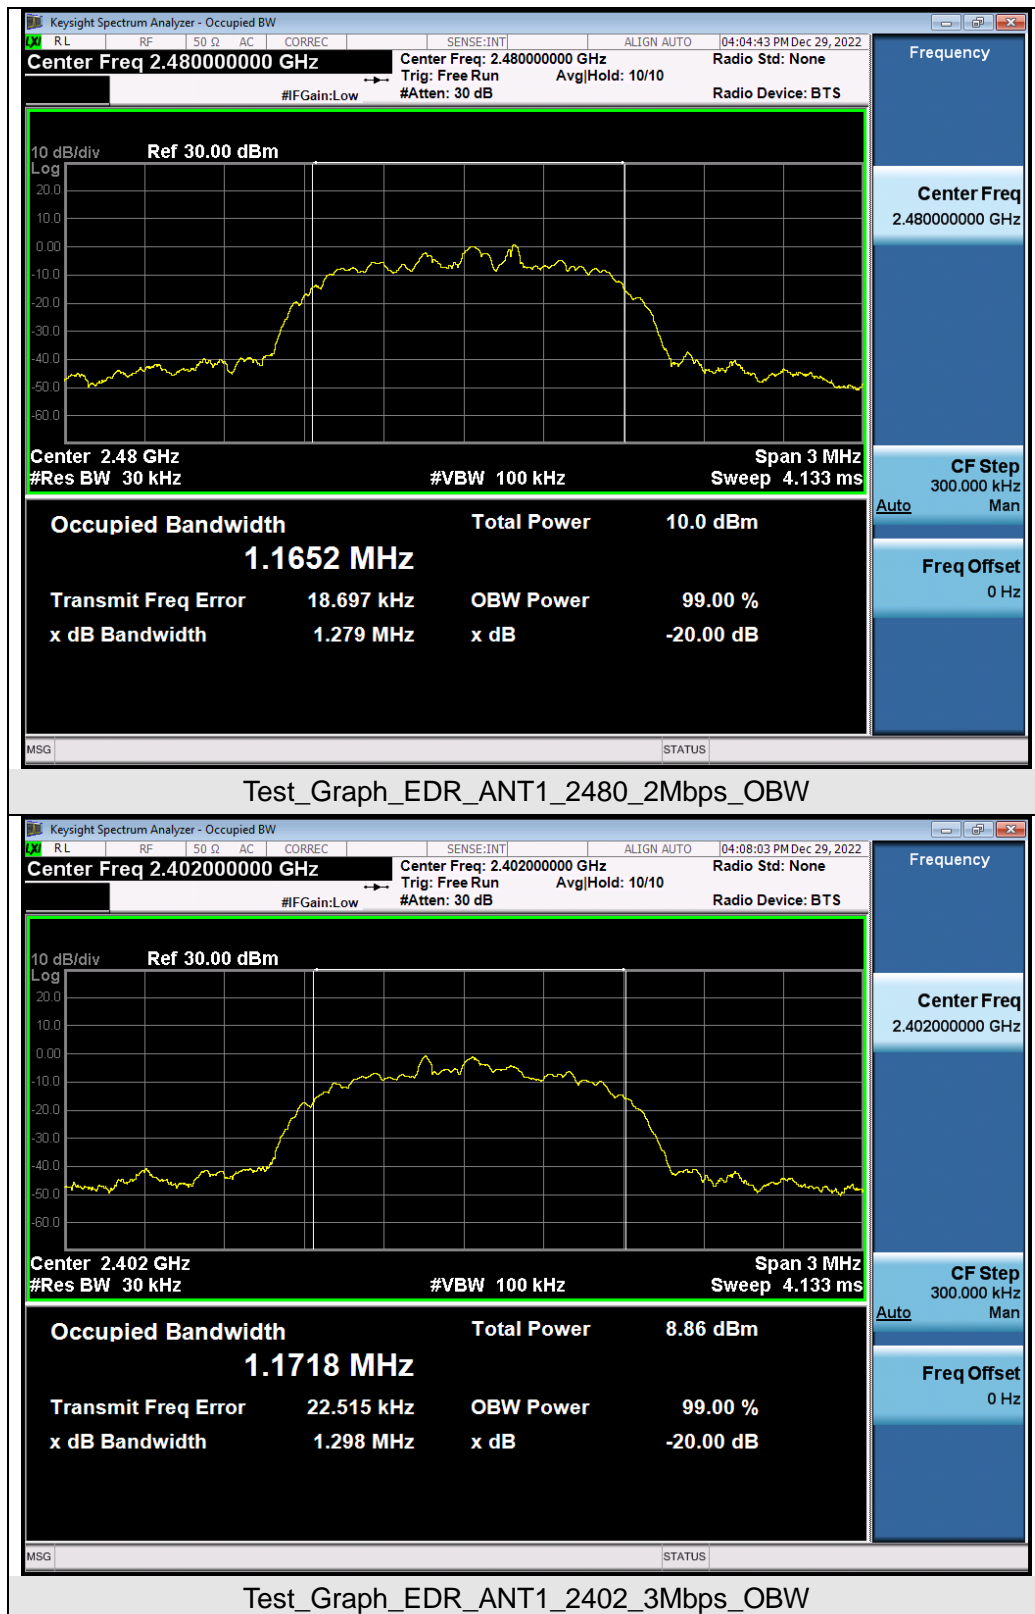 Keysight Spectrum Analyzer - Occupied BW
LXI RL RF 50 Ω AC CORREC SENSE:INT ALIGN AUTO 04:04:43 PM Dec 29, 2022
Center Freq 2.480000000 GHz Center Freq: 2.480000000 GHz Radio Std: None Frequency
Trig: Free Run Avg|Hold: 10/10
#IFGain:Low #Atten: 30 dB Radio Device: BTS
10 dB/div Ref 30.00 dBm
Log
20.0
10.0
0.00
-10.0
-20.0
-30.0
-40.0
-50.0
-60.0
Center Freq
2.480000000 GHz
Center 2.48 GHz Span 3 MHz
#Res BW 30 kHz #VBW 100 kHz Sweep 4.133 ms
CF Step
300.000 kHz
Auto Man
Occupied Bandwidth Total Power 10.0 dBm
1.1652 MHz
Freq Offset
0 Hz
Transmit Freq Error 18.697 kHz OBW Power 99.00 %
x dB Bandwidth 1.279 MHz x dB -20.00 dB
MSG STATUS
Test_Graph_EDR_ANT1_2480_2Mbps_OBW
Keysight Spectrum Analyzer - Occupied BW
LXI RL RF 50 Ω AC CORREC SENSE:INT ALIGN AUTO 04:08:03 PM Dec 29, 2022
Center Freq 2.402000000 GHz Center Freq: 2.402000000 GHz Radio Std: None Frequency
Trig: Free Run Avg|Hold: 10/10
#IFGain:Low #Atten: 30 dB Radio Device: BTS
10 dB/div Ref 30.00 dBm
Log
20.0
10.0
0.00
-10.0
-20.0
-30.0
-40.0
-50.0
-60.0
Center Freq
2.402000000 GHz
Center 2.402 GHz Span 3 MHz
#Res BW 30 kHz #VBW 100 kHz Sweep 4.133 ms
CF Step
300.000 kHz
Auto Man
Occupied Bandwidth Total Power 8.86 dBm
1.1718 MHz
Freq Offset
0 Hz
Transmit Freq Error 22.515 kHz OBW Power 99.00 %
x dB Bandwidth 1.298 MHz x dB -20.00 dB
MSG STATUS
Test_Graph_EDR_ANT1_2402_3Mbps_OBW